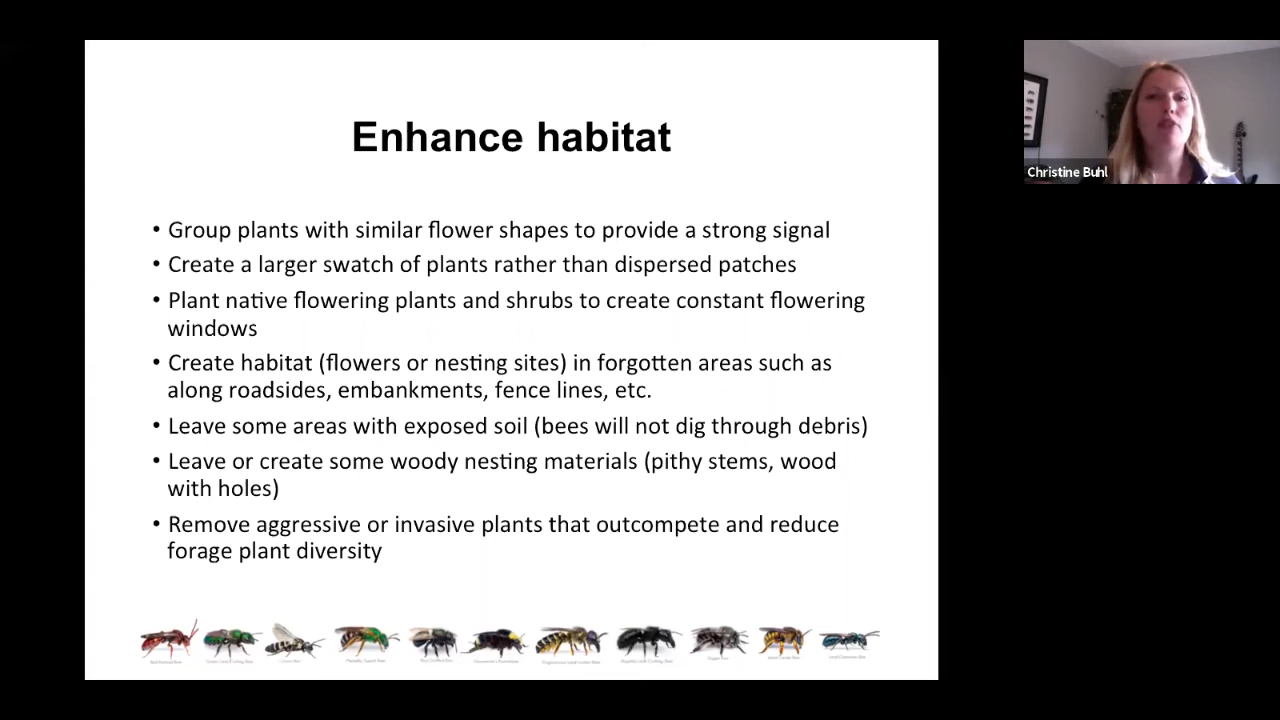 Enhance habitat
Christine Buhl
• Group plants with similar flower shapes to provide a strong signal
• Create a larger swatch of plants rather than dispersed patches
• Plant native flowering plants and shrubs to create constant flowering
windows
• Create habitat (flowers or nesting sites) in forgotten areas such as
along roadsides, embankments, fence lines, etc.
• Leave some areas with exposed soil (bees will not dig through debris)
• Leave or create some woody nesting materials (pithy stems, wood
with holes)
• Remove aggressive or invasive plants that outcompete and reduce
forage plant diversity